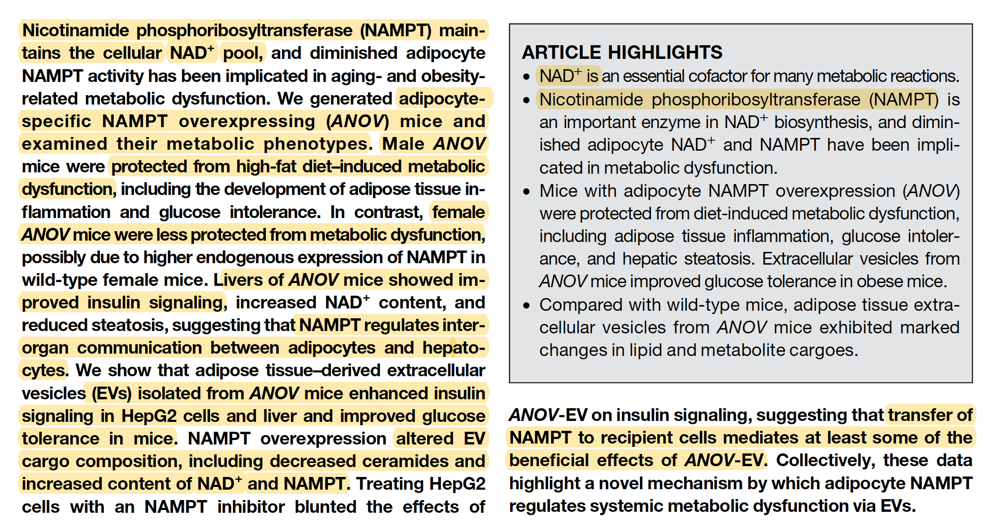 Nicotinamide phosphoribosyltransferase (NAMPT) main-
tains the cellular NAD+ pool, and diminished adipocyte
NAMPT activity has been implicated in aging- and obesity-
related metabolic dysfunction. We generated adipocyte-
specific NAMPT overexpressing (ANOV) mice and
examined their metabolic phenotypes. Male ANOV
mice were protected from high-fat diet–induced metabolic
dysfunction, including the development of adipose tissue in-
flammation and glucose intolerance. In contrast, female
ANOV mice were less protected from metabolic dysfunction,
possibly due to higher endogenous expression of NAMPT in
wild-type female mice. Livers of ANOV mice showed im-
proved insulin signaling, increased NAD+ content, and
reduced steatosis, suggesting that NAMPT regulates inter-
organ communication between adipocytes and hepato-
cytes. We show that adipose tissue–derived extracellular
vesicles (EVs) isolated from ANOV mice enhanced insulin
signaling in HepG2 cells and liver and improved glucose
tolerance in mice. NAMPT overexpression altered EV
cargo composition, including decreased ceramides and
increased content of NAD+ and NAMPT. Treating HepG2
cells with an NAMPT inhibitor blunted the effects of
ARTICLE HIGHLIGHTS
• NAD+ is an essential cofactor for many metabolic reactions.
• Nicotinamide phosphoribosyltransferase (NAMPT) is
an important enzyme in NAD+ biosynthesis, and dimin-
ished adipocyte NAD+ and NAMPT have been impli-
cated in metabolic dysfunction.
• Mice with adipocyte NAMPT overexpression (ANOV)
were protected from diet-induced metabolic dysfunction,
including adipose tissue inflammation, glucose intoler-
ance, and hepatic steatosis. Extracellular vesicles from
ANOV mice improved glucose tolerance in obese mice.
• Compared with wild-type mice, adipose tissue extra-
cellular vesicles from ANOV mice exhibited marked
changes in lipid and metabolite cargoes.
ANOV-EV on insulin signaling, suggesting that transfer of
NAMPT to recipient cells mediates at least some of the
beneficial effects of ANOV-EV. Collectively, these data
highlight a novel mechanism by which adipocyte NAMPT
regulates systemic metabolic dysfunction via EVs.